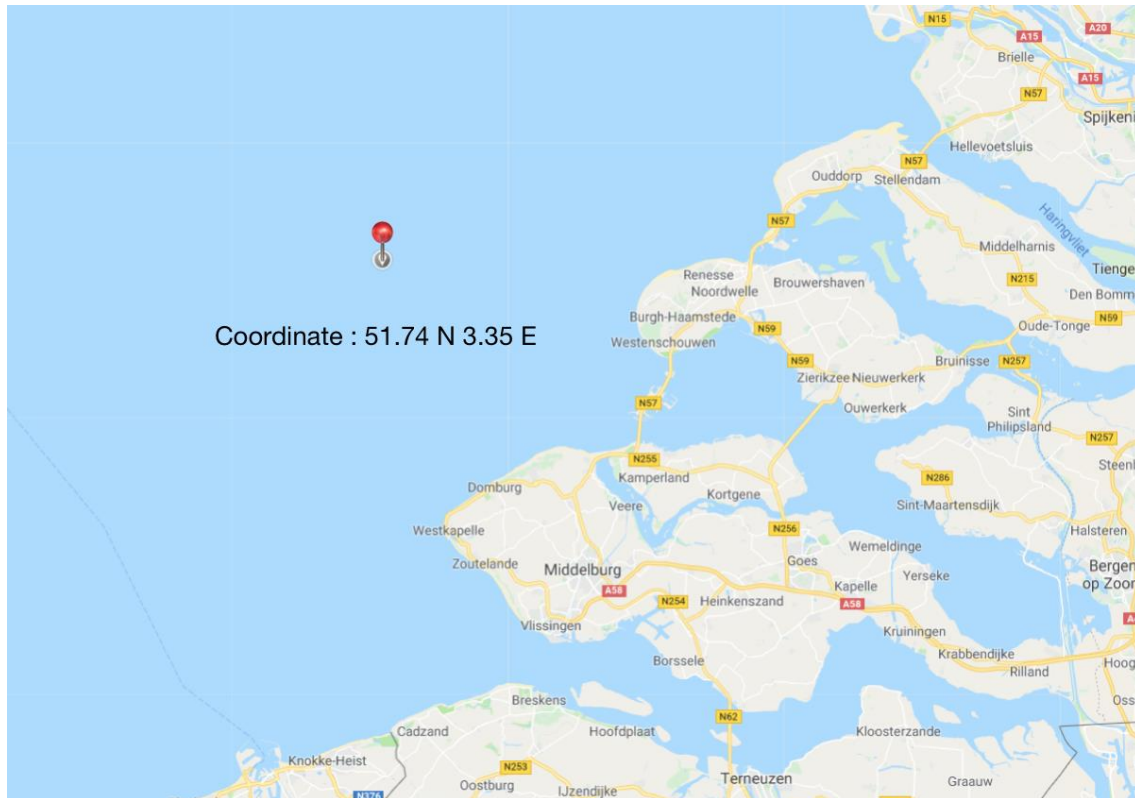 N15
A20
A15
Brielle
A15
N57
Spijkeni
Hellevoetsluis
N57
Ouddorp
Stellendam
Haringvliet
N57
Middelharnis
Tienge
Renesse
Brouwershaven
N215
Noordwelle
Den Bomm
Burgh-Haamstede
N59
Oude-Tonge
N59
Coordinate : 51.74 N 3.35 E
Westenschouwen
N59
Bruinisse
N257
Zierikzee
Nieuwerkerk
N57
Ouwerkerk
Sint
Philipsland
N257
N255
Steenl
Kamperland
N286
Domburg
Kortgene
Veere
Sint-Maartensdijk
Westkapelle
N256
Halsteren
Wemeldinge
Zoutelande
Middelburg
Goes
Bergen
op Zoom
Yerseke
A58
Kapelle
N254
Heinkenszand
A58
Vlissingen
Kruiningen
Krabbendijke
Borssele
Rilland
Hoog
Breskens
Oss
N62
Cadzand
Hoofdplaat
Kloosterzande
Knokke-Heist
N253
Terneuzen
Graauw
Oostburg
IJzendijke
N376